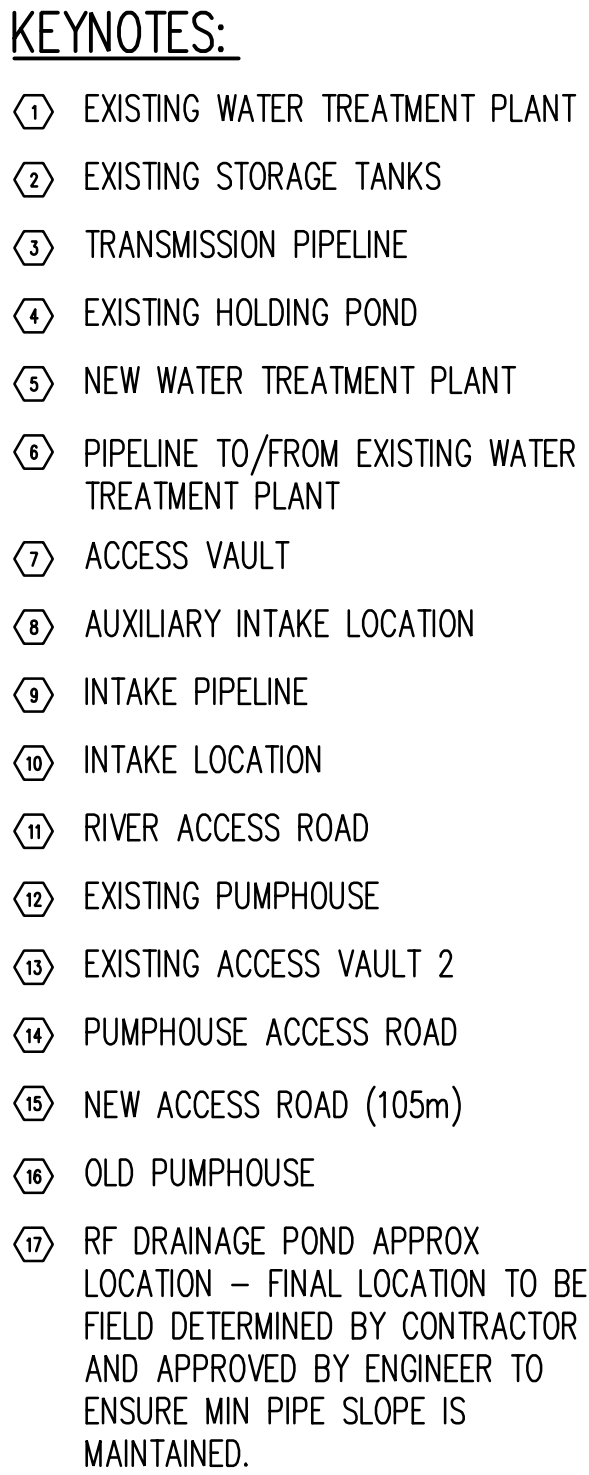 KEYNOTES:
1 EXISTING WATER TREATMENT PLANT
2 EXISTING STORAGE TANKS
3 TRANSMISSION PIPELINE
4 EXISTING HOLDING POND
5 NEW WATER TREATMENT PLANT
6 PIPELINE TO/FROM EXISTING WATER
TREATMENT PLANT
7 ACCESS VAULT
8 AUXILIARY INTAKE LOCATION
9 INTAKE PIPELINE
10 INTAKE LOCATION
11 RIVER ACCESS ROAD
12 EXISTING PUMPHOUSE
13 EXISTING ACCESS VAULT 2
14 PUMPHOUSE ACCESS ROAD
15 NEW ACCESS ROAD (105m)
16 OLD PUMPHOUSE
17 RF DRAINAGE POND APPROX
LOCATION – FINAL LOCATION TO BE
FIELD DETERMINED BY CONTRACTOR
AND APPROVED BY ENGINEER TO
ENSURE MIN PIPE SLOPE IS
MAINTAINED.